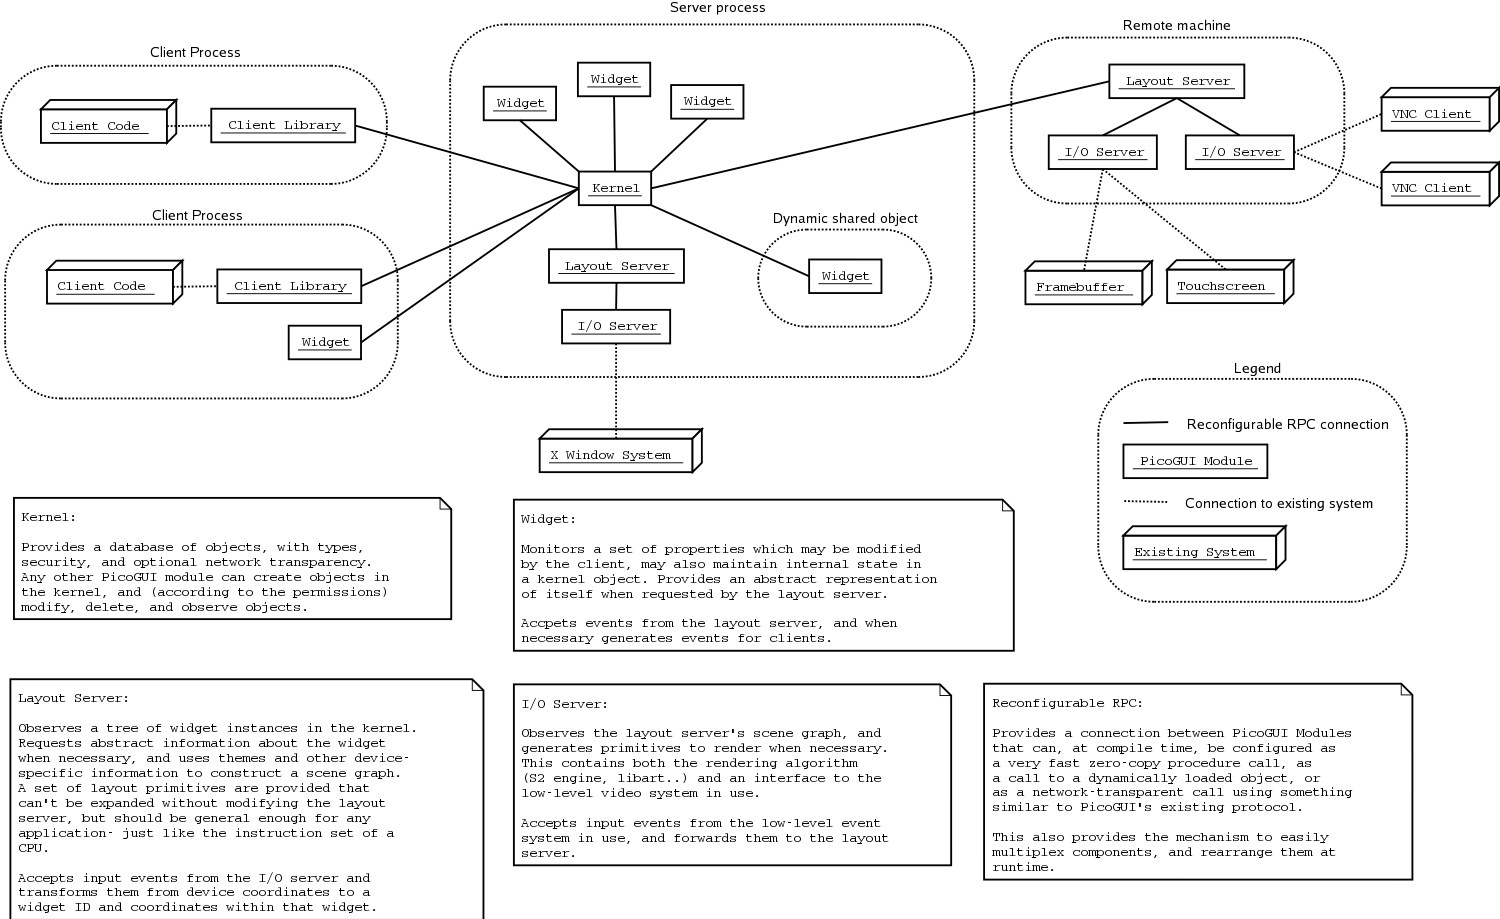 Server process
Client Process
Client Code
Client Library
Client Process
Client Code
Client Library
Widget
Widget
Widget
Widget
Kernel
Layout Server
I/O Server
Dynamic shared object
Widget
X Window System
Remote machine
Layout Server
I/O Server
I/O Server
VNC Client
VNC Client
Framebuffer
Touchscreen
Legend
Reconfigurable RPC connection
PicoGUI Module
Connection to existing system
Existing System
Kernel:
Provides a database of objects, with types,
security, and optional network transparency.
Any other PicoGUI module can create objects in
the kernel, and (according to the permissions)
modify, delete, and observe objects.
Widget:
Monitors a set of properties which may be modified
by the client, may also maintain internal state in
a kernel object. Provides an abstract representation
of itself when requested by the layout server.
Accpets events from the layout server, and when
necessary generates events for clients.
Layout Server:
Observes a tree of widget instances in the kernel.
Requests abstract information about the widget
when necessary, and uses themes and other device-
specific information to construct a scene graph.
A set of layout primitives are provided that
can't be expanded without modifying the layout
server, but should be general enough for any
application- just like the instruction set of a
CPU.
Accepts input events from the I/O server and
transforms them from device coordinates to a
widget ID and coordinates within that widget.
I/O Server:
Observes the layout server's scene graph, and
generates primitives to render when necessary.
This contains both the rendering algorithm
(S2 engine, libart..) and an interface to the
low-level video system in use.
Accepts input events from the low-level event
system in use, and forwards them to the layout
server.
Reconfigurable RPC:
Provides a connection between PicoGUI Modules
that can, at compile time, be configured as
a very fast zero-copy procedure call, as
a call to a dynamically loaded object, or
as a network-transparent call using something
similar to PicoGUI's existing protocol.
This also provides the mechanism to easily
multiplex components, and rearrange them at
runtime.